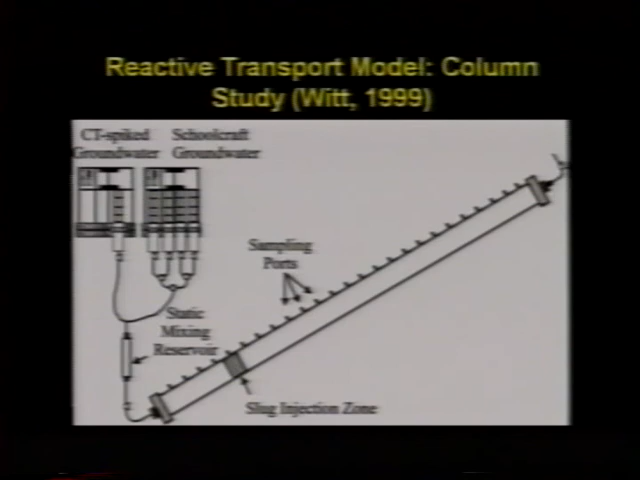 Reactive Transport Model: Column
Study (Witt, 1999)
CT-spiked
Groundwater
Schoolcraft
Groundwater
Sampling
Ports
Static
Mixing
Reservoir
Slug Injection Zone